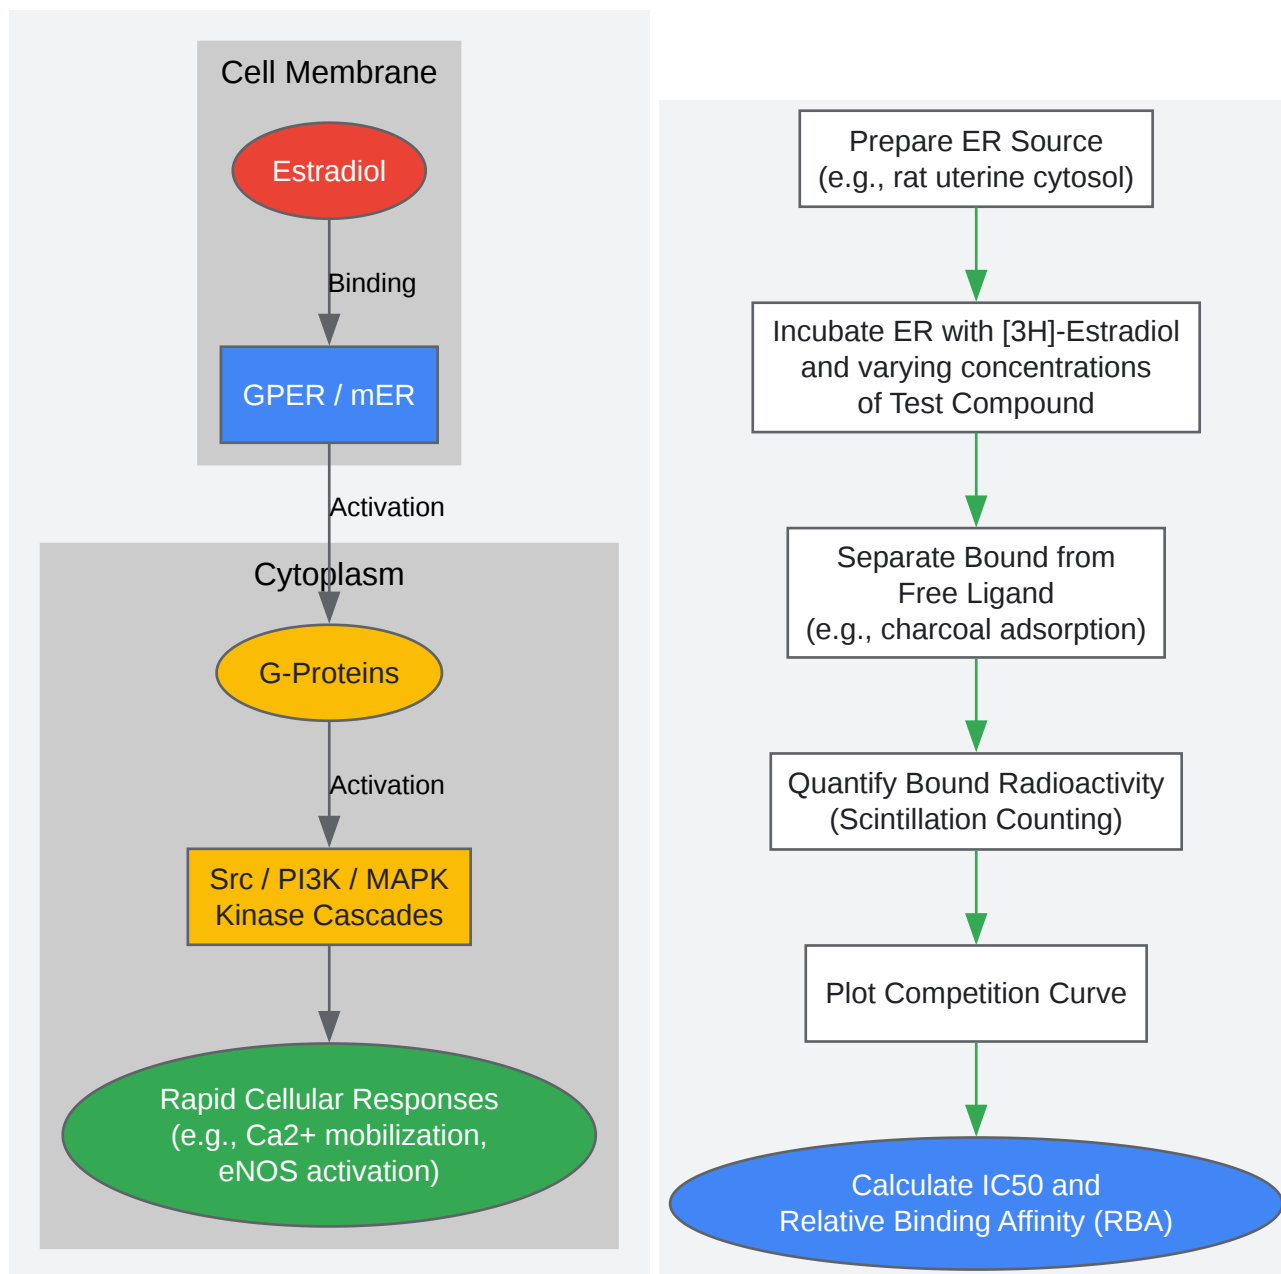 Cell Membrane
Estradiol
Binding
GPER / mER
Activation
Cytoplasm
G-Proteins
Activation
Src / PI3K / MAPK
Kinase Cascades
Rapid Cellular Responses
(e.g., Ca2+ mobilization,
eNOS activation)
Prepare ER Source
(e.g., rat uterine cytosol)
Incubate ER with [3H]-Estradiol
and varying concentrations
of Test Compound
Separate Bound from
Free Ligand
(e.g., charcoal adsorption)
Quantify Bound Radioactivity
(Scintillation Counting)
Plot Competition Curve
Calculate IC50 and
Relative Binding Affinity (RBA)